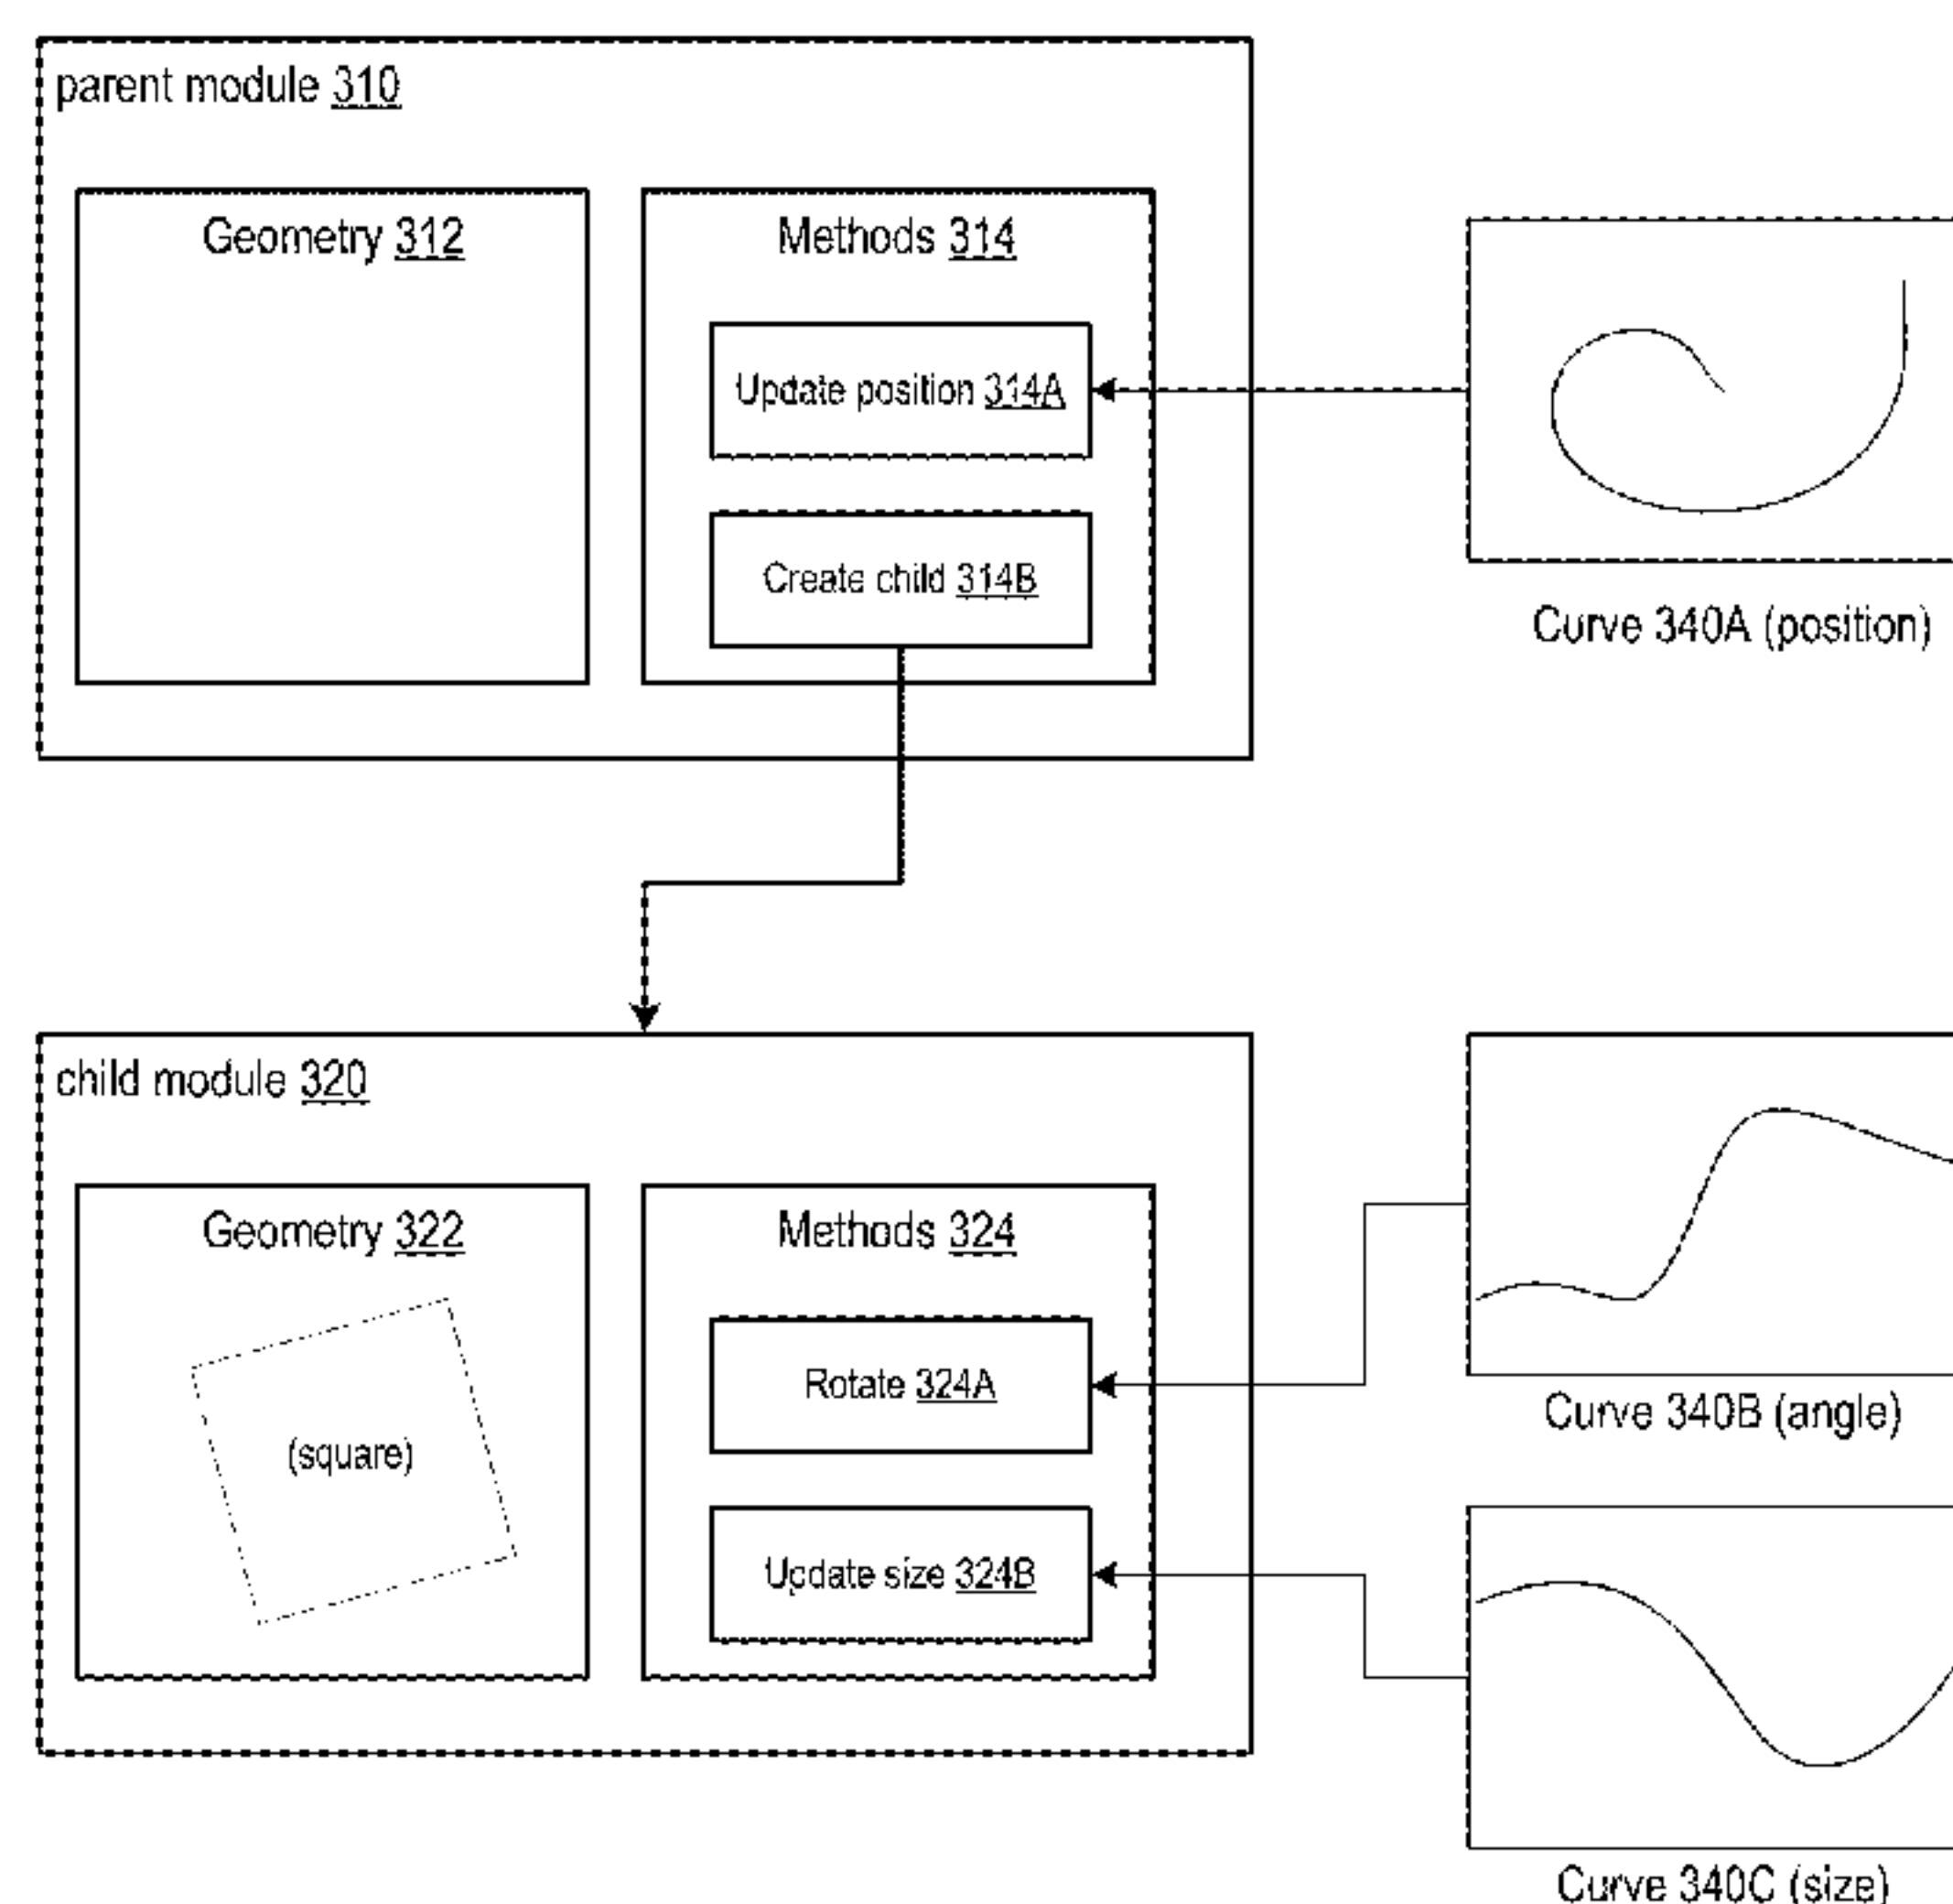 parent module 310
Geometry 312
Methods 314
Update position 314A
Create child 314B
Curve 340A (position)
child module 320
Geometry 322
(square)
Methods 324
Rotate 324A
Update size 324B
Curve 340B (angle)
Curve 340C (size)